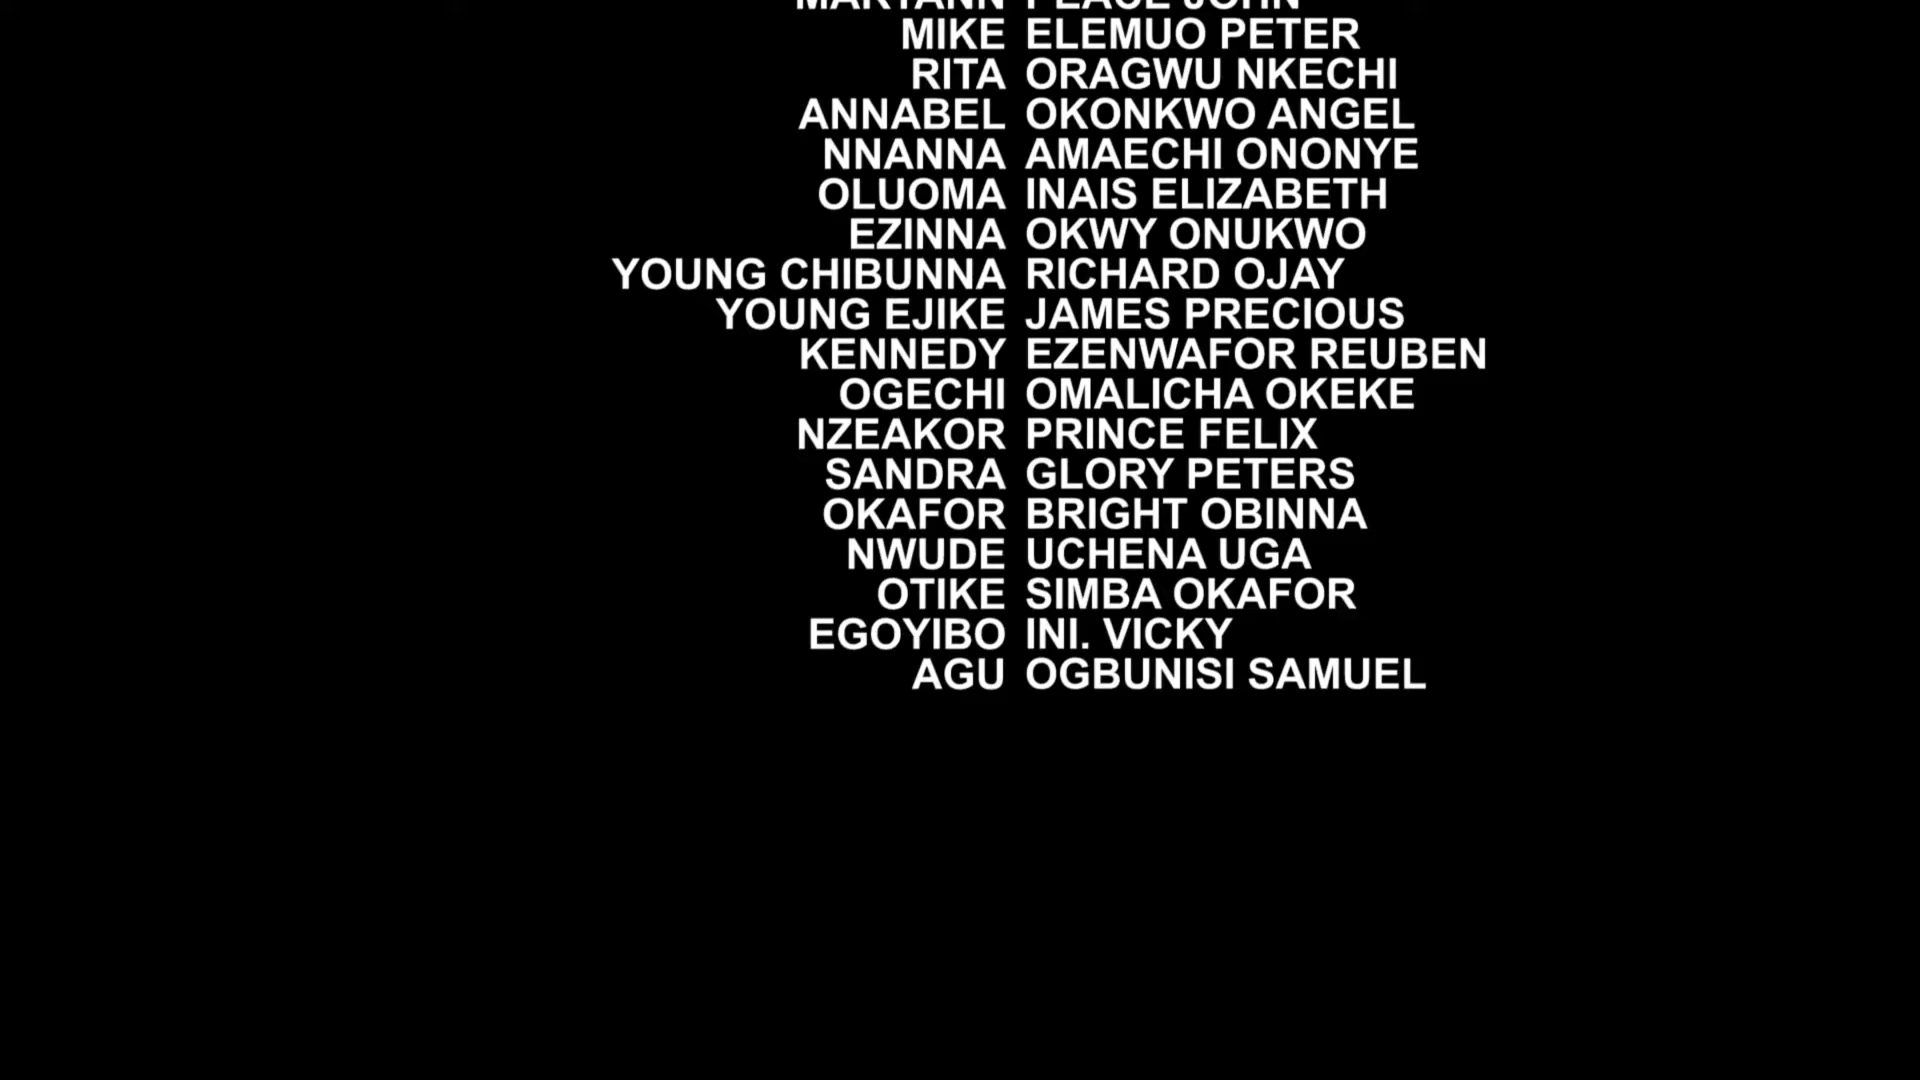 MARYANN PEACE JOHN
MIKE ELEMUO PETER
RITA ORAGWU NKECHI
ANNABEL OKONKWO ANGEL
NNANNA AMAECHI ONONYE
OLUOMA INAIS ELIZABETH
EZINNA OKWY ONUKWO
YOUNG CHIBUNNA RICHARD OJAY
YOUNG EJIKE JAMES PRECIOUS
KENNEDY EZENWAFOR REUBEN
OGECHI OMALICHA OKEKE
NZEAKOR PRINCE FELIX
SANDRA GLORY PETERS
OKAFOR BRIGHT OBINNA
NWUDE UCHENA UGA
OTIKE SIMBA OKAFOR
EGOYIBO INI. VICKY
AGU OGBUNISI SAMUEL